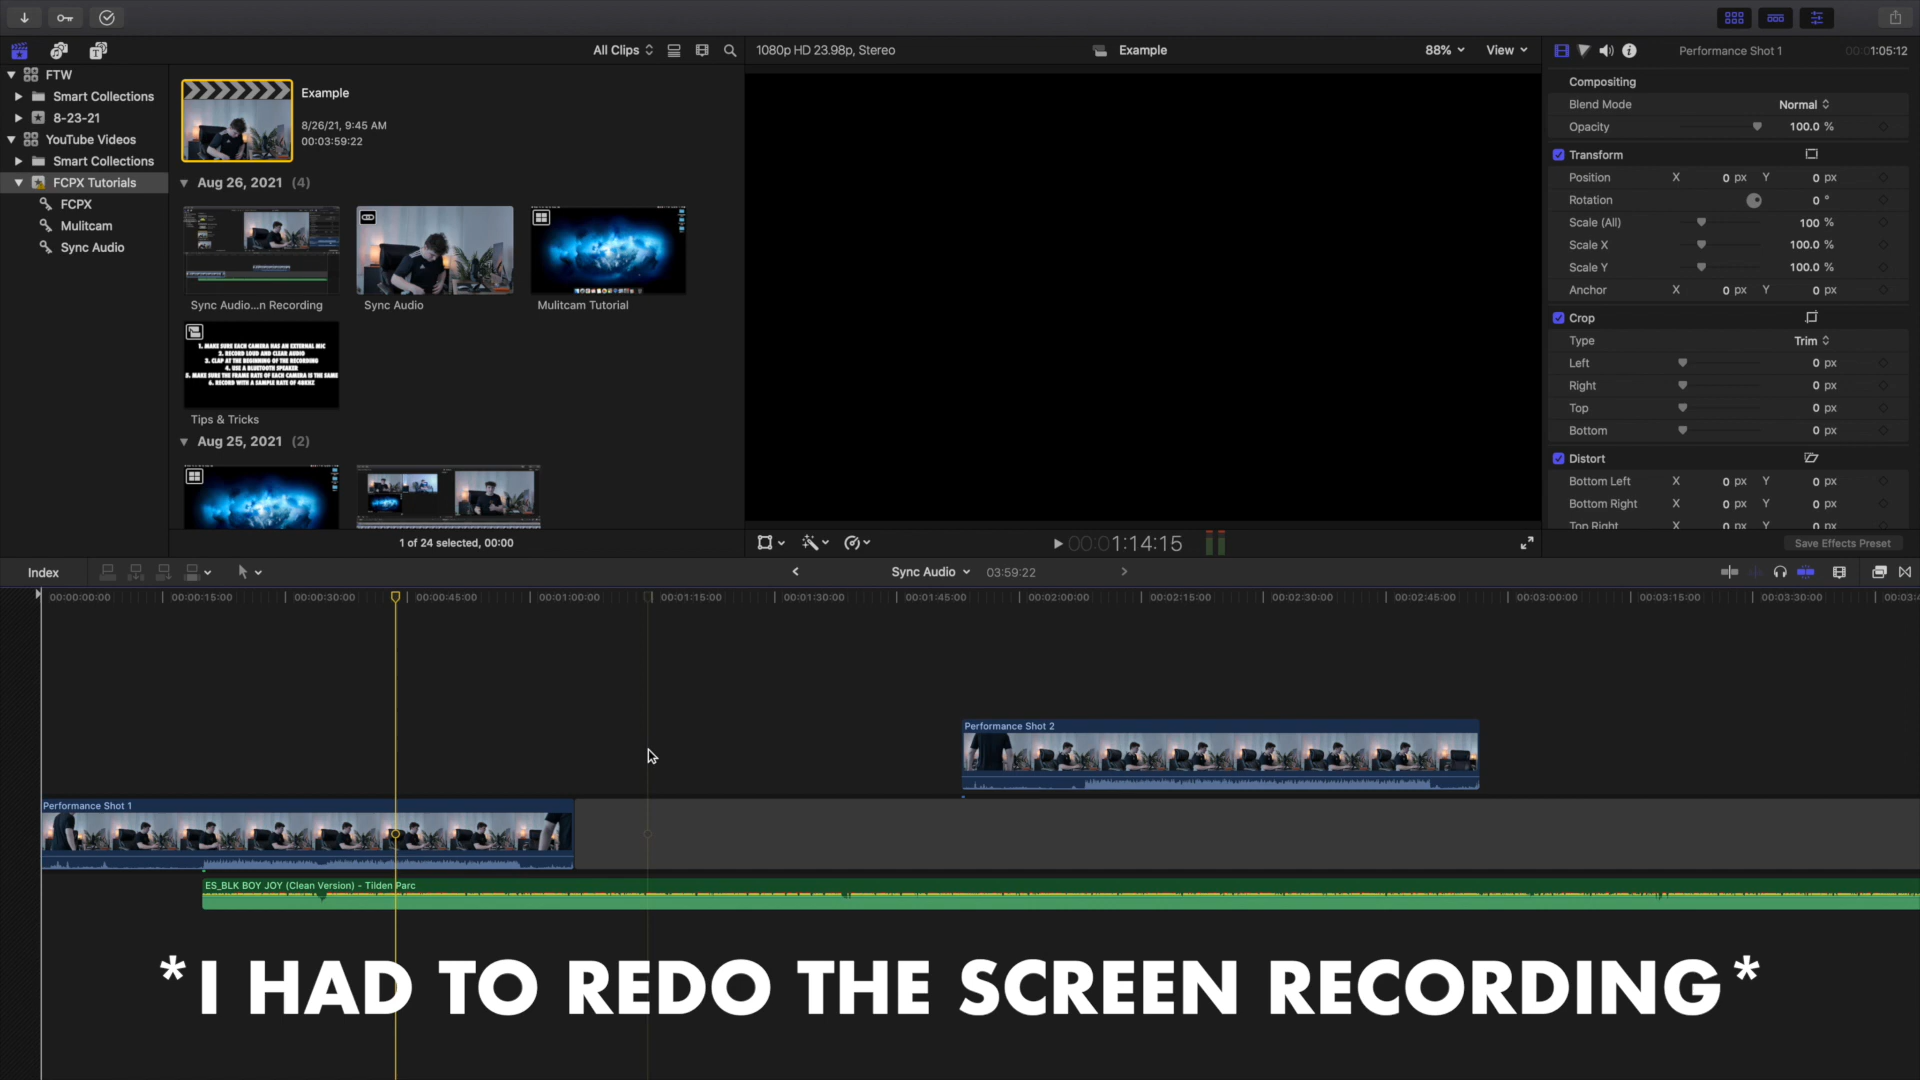 All Clips
1080p HD 23.98p, Stereo
Example
88%
View
Performance Shot 1
00:00:01:05:12
FTW
Smart Collections
8-23-21
YouTube Videos
Smart Collections
FCPX Tutorials
FCPX
Mulitcam
Sync Audio
Example
8/26/21, 9:45 AM
00:03:59:22
Aug 26, 2021 (4)
Sync Audio...n Recording
Sync Audio
Mulitcam Tutorial
1. MAKE SURE EACH CAMERA HAS AN EXTERNAL MIC
2. RECORD LOUD AND CLEAR AUDIO
3. CLAP AT THE BEGINNING OF THE RECORDING
4. USE A BLUETOOTH SPEAKER
5. MAKE SURE THE FRAME RATE OF EACH CAMERA IS THE SAME
6. RECORD WITH A SAMPLE RATE OF 48KHZ
Tips & Tricks
Aug 25, 2021 (2)
1 of 24 selected, 00:00
Compositing
Blend Mode Normal
Opacity 100.0 %
Transform
Position X 0 px Y 0 px
Rotation 0 °
Scale (All) 100 %
Scale X 100.0 %
Scale Y 100.0 %
Anchor X 0 px Y 0 px
Crop
Type Trim
Left 0 px
Right 0 px
Top 0 px
Bottom 0 px
Distort
Bottom Left X 0 px Y 0 px
Bottom Right X 0 px Y 0 px
Top Right X 0 px Y 0 px
Save Effects Preset
00:01:14:15
Index
Sync Audio
03:59:22
00:00:00:00 00:00:15:00 00:00:30:00 00:00:45:00 00:01:00:00 00:01:15:00 00:01:30:00 00:01:45:00 00:02:00:00 00:02:15:00 00:02:30:00 00:02:45:00 00:03:00:00 00:03:15:00 00:03:30:00
Performance Shot 2
Performance Shot 1
ES_BLK BOY JOY (Clean Version) - Tilden Parc
*I HAD TO REDO THE SCREEN RECORDING*